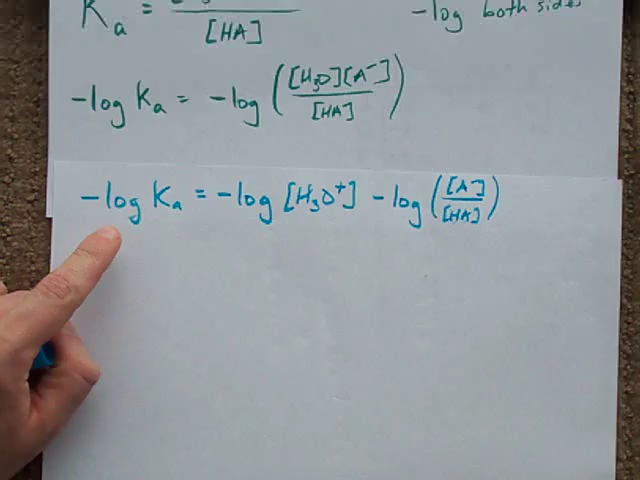 Kₐ = [HA]
-log both sides
-log Kₐ = -log ([H₃O][A⁻]/[HA])
-log Kₐ = -log [H₃O⁺] -log ([A⁻]/[HA])